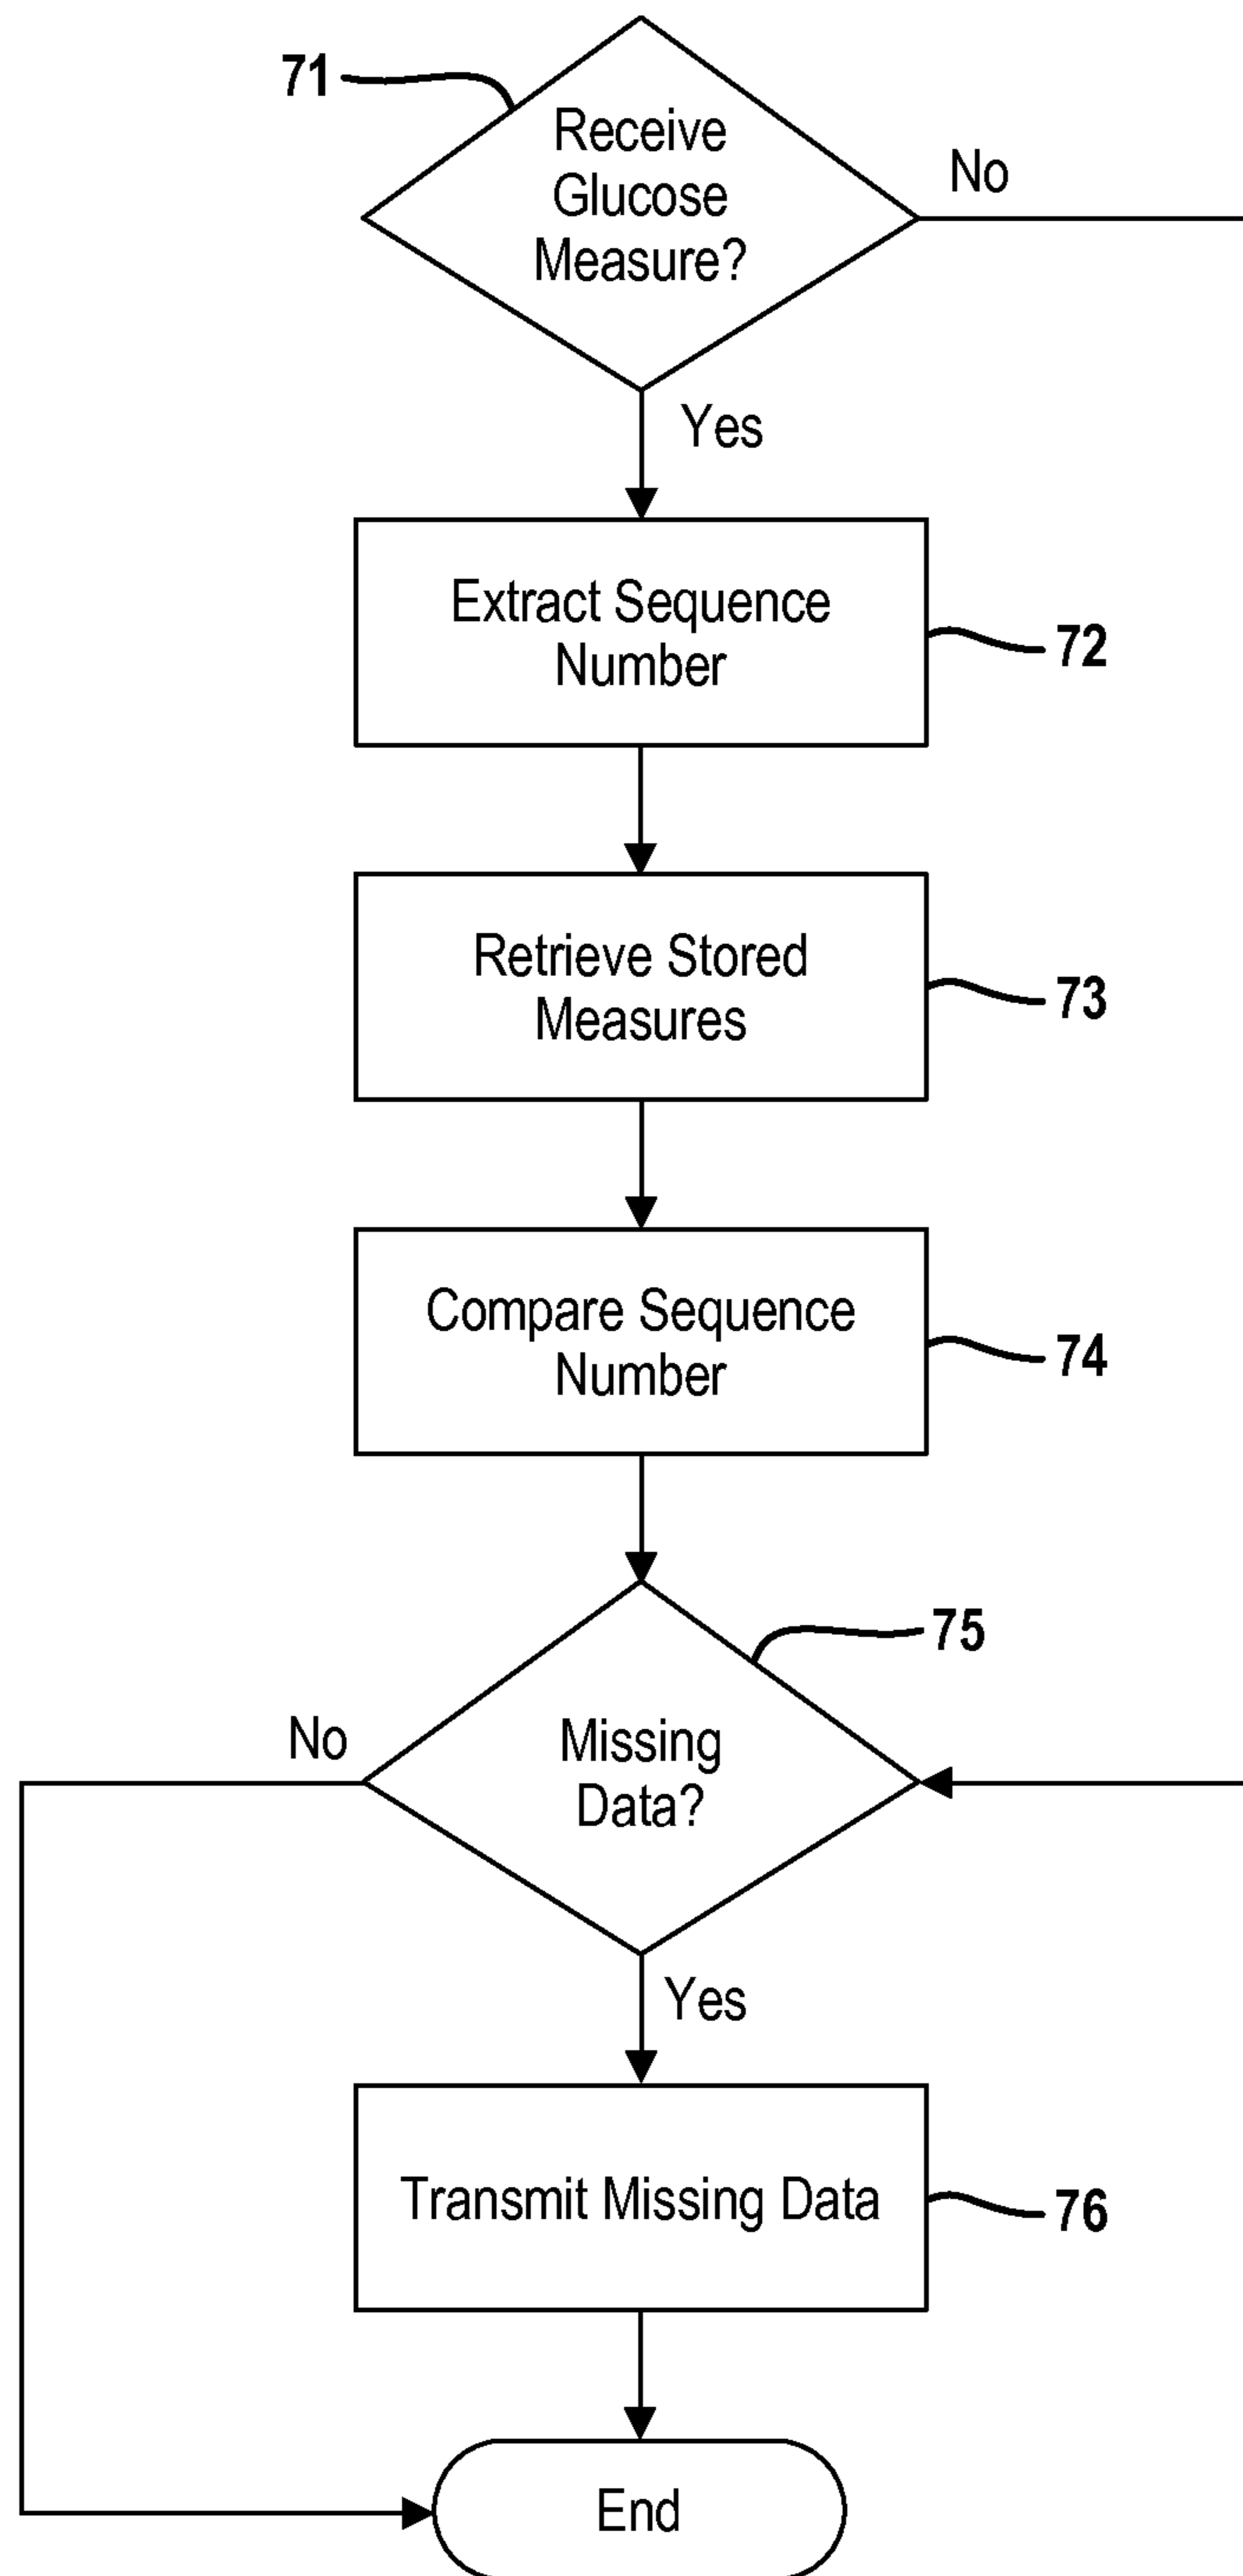 71
Receive
Glucose
Measure?
No
Yes
Extract Sequence
Number
72
Retrieve Stored
Measures
73
Compare Sequence
Number
74
75
No
Missing
Data?
Yes
Transmit Missing Data
76
End